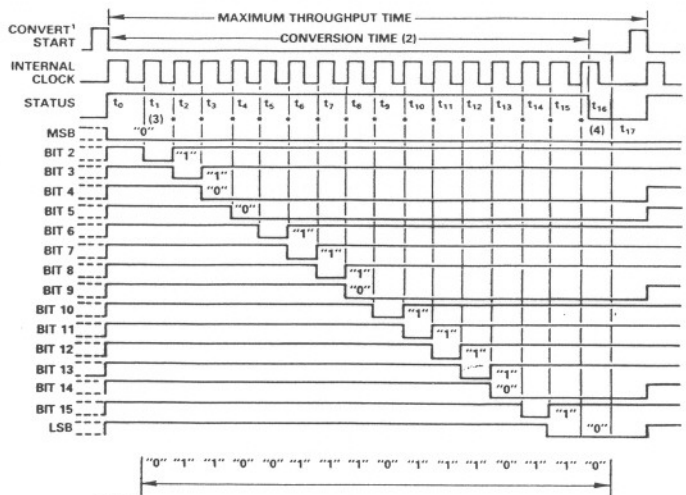 MAXIMUM THROUGHPUT TIME
CONVERT¹ START
CONVERSION TIME (2)
INTERNAL CLOCK
STATUS t0 t1 t2 t3 t4 t5 t6 t7 t8 t9 t10 t11 t12 t13 t14 t15 t16
(3) (4) t17
MSB "0"
BIT 2 "1"
BIT 3 "1"
BIT 4 "0"
BIT 5 "0"
BIT 6 "1"
BIT 7 "1"
BIT 8 "1"
BIT 9 "0"
BIT 10 "1"
BIT 11 "1"
BIT 12 "1"
BIT 13 "1"
BIT 14 "0"
BIT 15 "1"
LSB "0"
"0" "1" "1" "0" "0" "1" "1" "1" "0" "1" "1" "1" "1" "0" "1" "0"